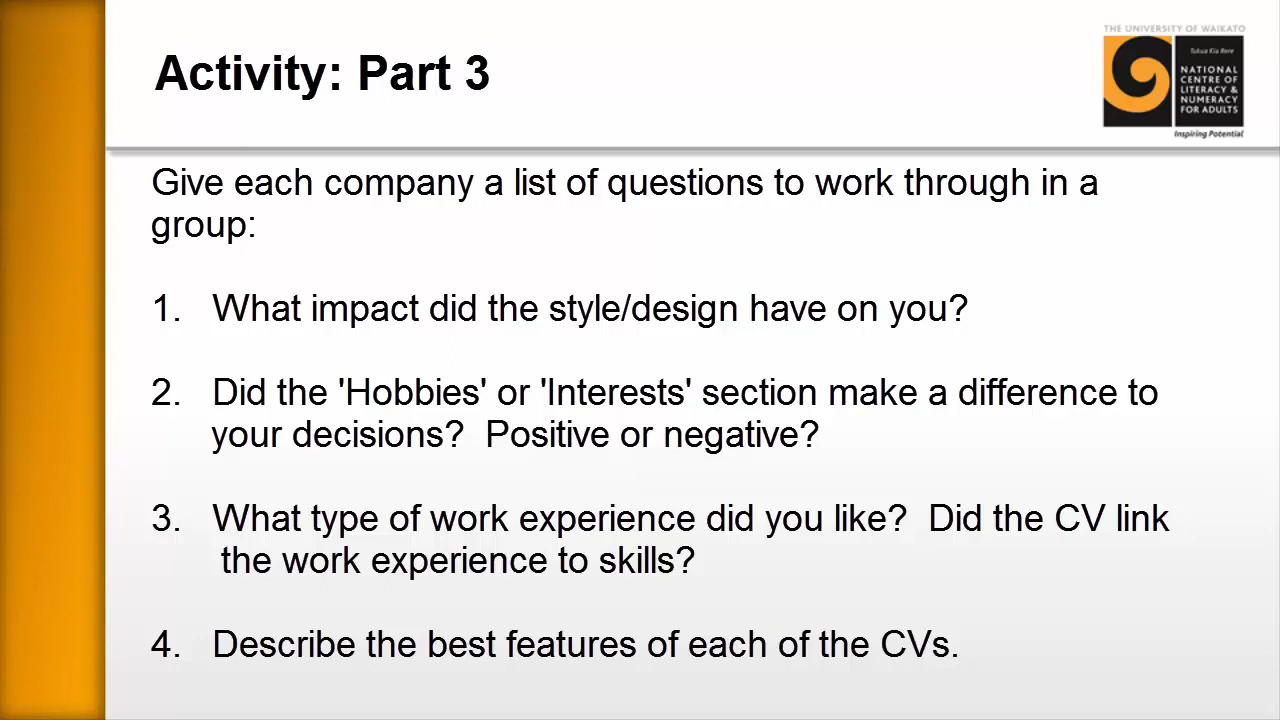 Activity: Part 3
THE UNIVERSITY OF WAIKATO
Tukua Kia Rere
NATIONAL
CENTRE OF
LITERACY &
NUMERACY
FOR ADULTS
Inspiring Potential
Give each company a list of questions to work through in a
group:
1. What impact did the style/design have on you?
2. Did the 'Hobbies' or 'Interests' section make a difference to
your decisions? Positive or negative?
3. What type of work experience did you like? Did the CV link
the work experience to skills?
4. Describe the best features of each of the CVs.